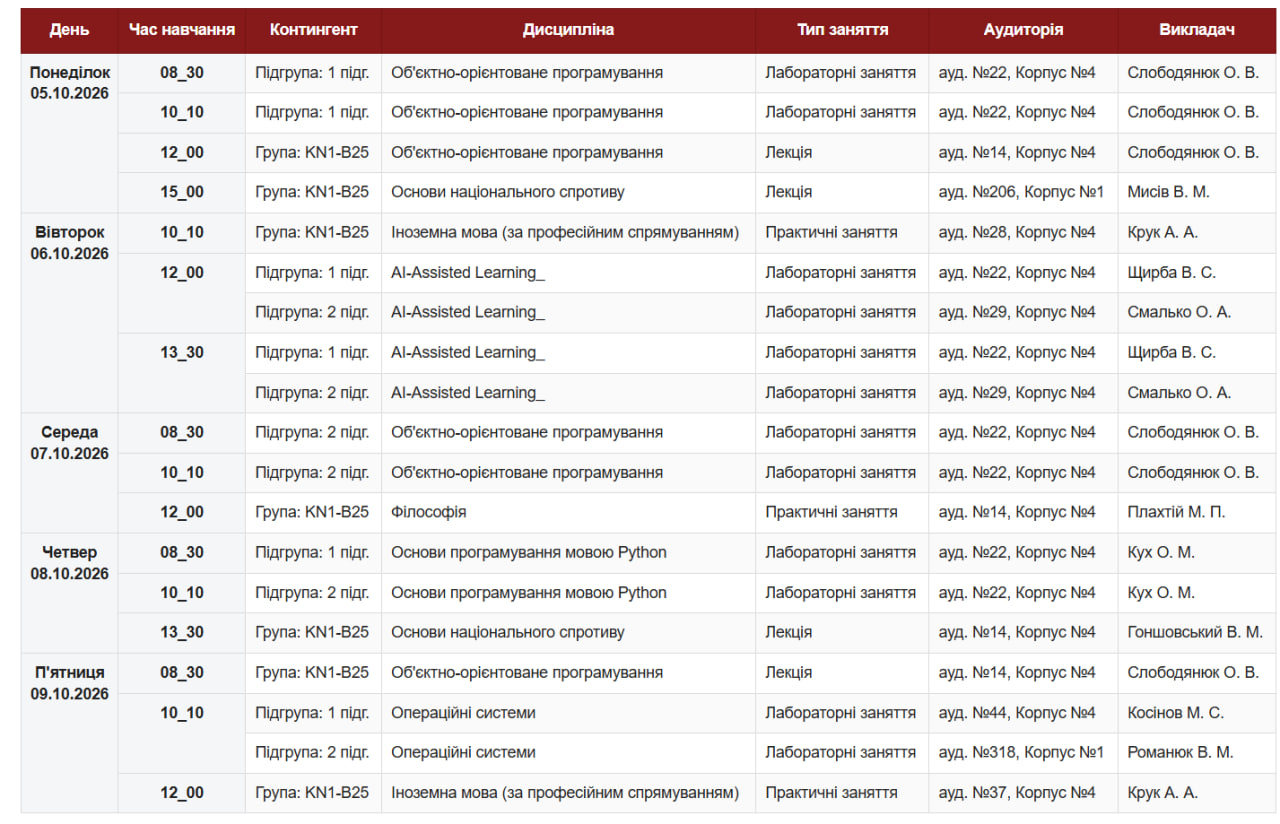 День Час навчання Контингент Дисципліна Тип заняття Аудиторія Викладач
Понеділок 08_30 Підгрупа: 1 підг. Об'єктно-орієнтоване програмування Лабораторні заняття ауд. №22, Корпус №4 Слободянюк О. В.
05.10.2026
10_10 Підгрупа: 1 підг. Об'єктно-орієнтоване програмування Лабораторні заняття ауд. №22, Корпус №4 Слободянюк О. В.
12_00 Група: KN1-B25 Об'єктно-орієнтоване програмування Лекція ауд. №14, Корпус №4 Слободянюк О. В.
15_00 Група: KN1-B25 Основи національного спротиву Лекція ауд. №206, Корпус №1 Мисів В. М.
Вівторок 10_10 Група: KN1-B25 Іноземна мова (за професійним спрямуванням) Практичні заняття ауд. №28, Корпус №4 Крук А. А.
06.10.2026
12_00 Підгрупа: 1 підг. AI-Assisted Learning_ Лабораторні заняття ауд. №22, Корпус №4 Щирба В. С.
Підгрупа: 2 підг. AI-Assisted Learning_ Лабораторні заняття ауд. №29, Корпус №4 Смалько О. А.
13_30 Підгрупа: 1 підг. AI-Assisted Learning_ Лабораторні заняття ауд. №22, Корпус №4 Щирба В. С.
Підгрупа: 2 підг. AI-Assisted Learning_ Лабораторні заняття ауд. №29, Корпус №4 Смалько О. А.
Середа 08_30 Підгрупа: 2 підг. Об'єктно-орієнтоване програмування Лабораторні заняття ауд. №22, Корпус №4 Слободянюк О. В.
07.10.2026
10_10 Підгрупа: 2 підг. Об'єктно-орієнтоване програмування Лабораторні заняття ауд. №22, Корпус №4 Слободянюк О. В.
12_00 Група: KN1-B25 Філософія Практичні заняття ауд. №14, Корпус №4 Плахтій М. П.
Четвер 08_30 Підгрупа: 1 підг. Основи програмування мовою Python Лабораторні заняття ауд. №22, Корпус №4 Кух О. М.
08.10.2026
10_10 Підгрупа: 2 підг. Основи програмування мовою Python Лабораторні заняття ауд. №22, Корпус №4 Кух О. М.
13_30 Група: KN1-B25 Основи національного спротиву Лекція ауд. №14, Корпус №4 Гоншовський В. М.
П'ятниця 08_30 Група: KN1-B25 Об'єктно-орієнтоване програмування Лекція ауд. №14, Корпус №4 Слободянюк О. В.
09.10.2026
10_10 Підгрупа: 1 підг. Операційні системи Лабораторні заняття ауд. №44, Корпус №4 Косінов М. С.
Підгрупа: 2 підг. Операційні системи Лабораторні заняття ауд. №318, Корпус №1 Романюк В. М.
12_00 Група: KN1-B25 Іноземна мова (за професійним спрямуванням) Практичні заняття ауд. №37, Корпус №4 Крук А. А.